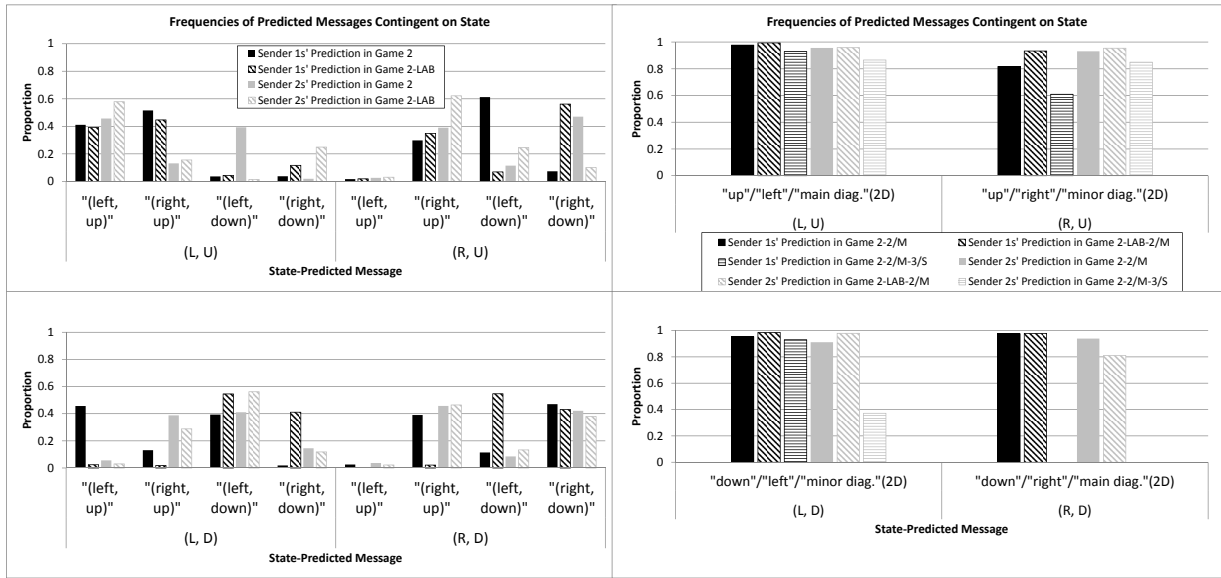 Frequencies of Predicted Messages Contingent on State
1
0.8
0.6
0.4
0.2
0
Proportion
Sender 1s' Prediction in Game 2
Sender 1s' Prediction in Game 2-LAB
Sender 2s' Prediction in Game 2
Sender 2s' Prediction in Game 2-LAB
"(left, "(right, "(left, "(right, "(left, "(right, "(left, "(right,
up)" up)" down)" down)" up)" up)" down)" down)"
(L, U) (R, U)
State-Predicted Message
Frequencies of Predicted Messages Contingent on State
1
0.8
0.6
0.4
0.2
0
Proportion
"up"/"left"/"main diag."(2D) "up"/"right"/"minor diag."(2D)
(L, U) (R, U)
Sender 1s' Prediction in Game 2-2/M Sender 1s' Prediction in Game 2-LAB-2/M
Sender 1s' Prediction in Game 2-2/M-3/S Sender 2s' Prediction in Game 2-2/M
Sender 2s' Prediction in Game 2-LAB-2/M Sender 2s' Prediction in Game 2-2/M-3/S
1
0.8
0.6
0.4
0.2
0
Proportion
"(left, "(right, "(left, "(right, "(left, "(right, "(left, "(right,
up)" up)" down)" down)" up)" up)" down)" down)"
(L, D) (R, D)
State-Predicted Message
1
0.8
0.6
0.4
0.2
0
Proportion
"down"/"left"/"minor diag."(2D) "down"/"right"/"main diag."(2D)
(L, D) (R, D)
State-Predicted Message